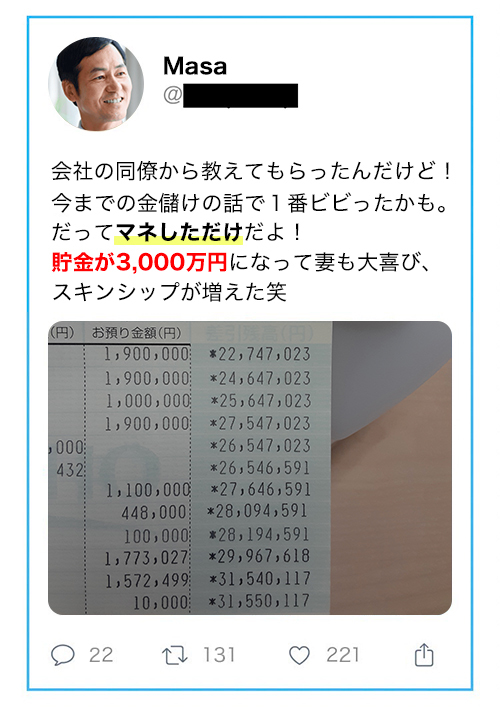 Masa
@
会社の同僚から教えてもらったんだけど！
今までの金儲けの話で１番ビビったかも。
だってマネしただけだよ！
貯金が3,000万円になって妻も大喜び、
スキンシップが増えた笑
(円) お預り金額(円) 差引残高(円)
1,900,000 *22,747,023
1,900,000 *24,647,023
1,000,000 *25,647,023
1,900,000 *27,547,023
,000 *26,547,023
432 *26,546,591
1,100,000 *27,646,591
448,000 *28,094,591
100,000 *28,194,591
1,773,027 *29,967,618
1,572,499 *31,540,117
10,000 *31,550,117
22 131 221